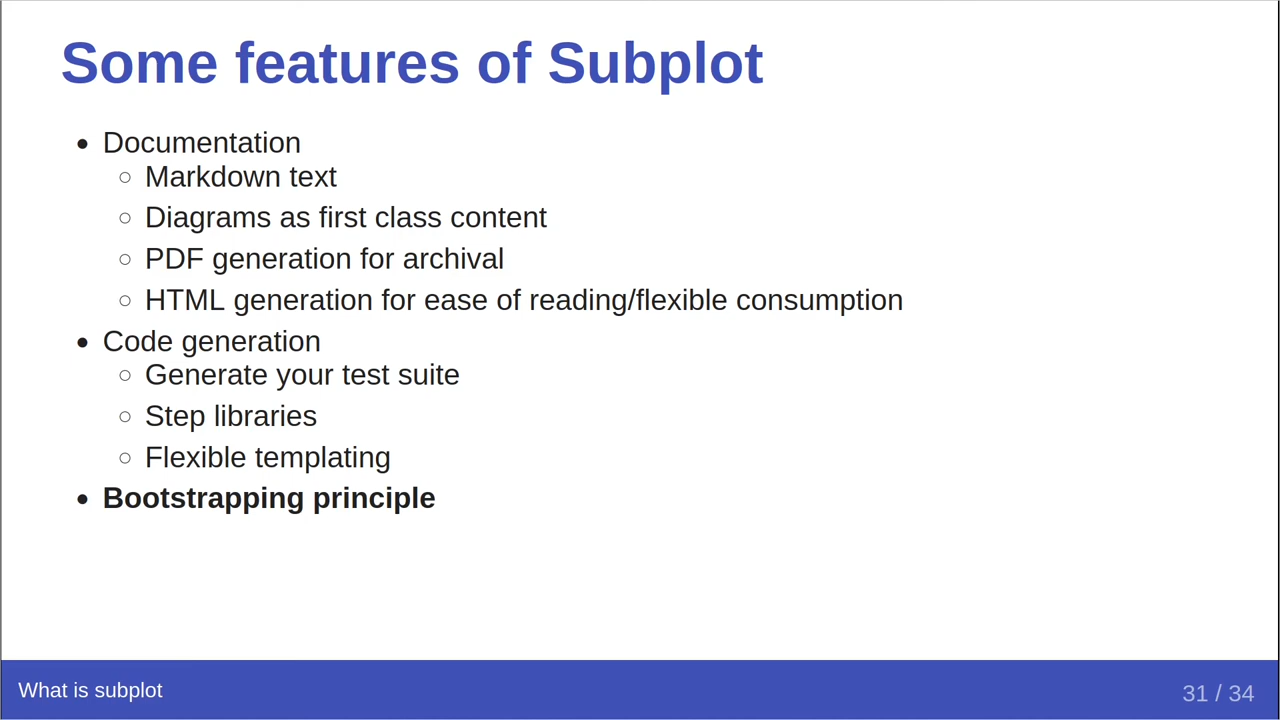 Some features of Subplot
Documentation
Markdown text
Diagrams as first class content
PDF generation for archival
HTML generation for ease of reading/flexible consumption
Code generation
Generate your test suite
Step libraries
Flexible templating
Bootstrapping principle
What is subplot
31 / 34